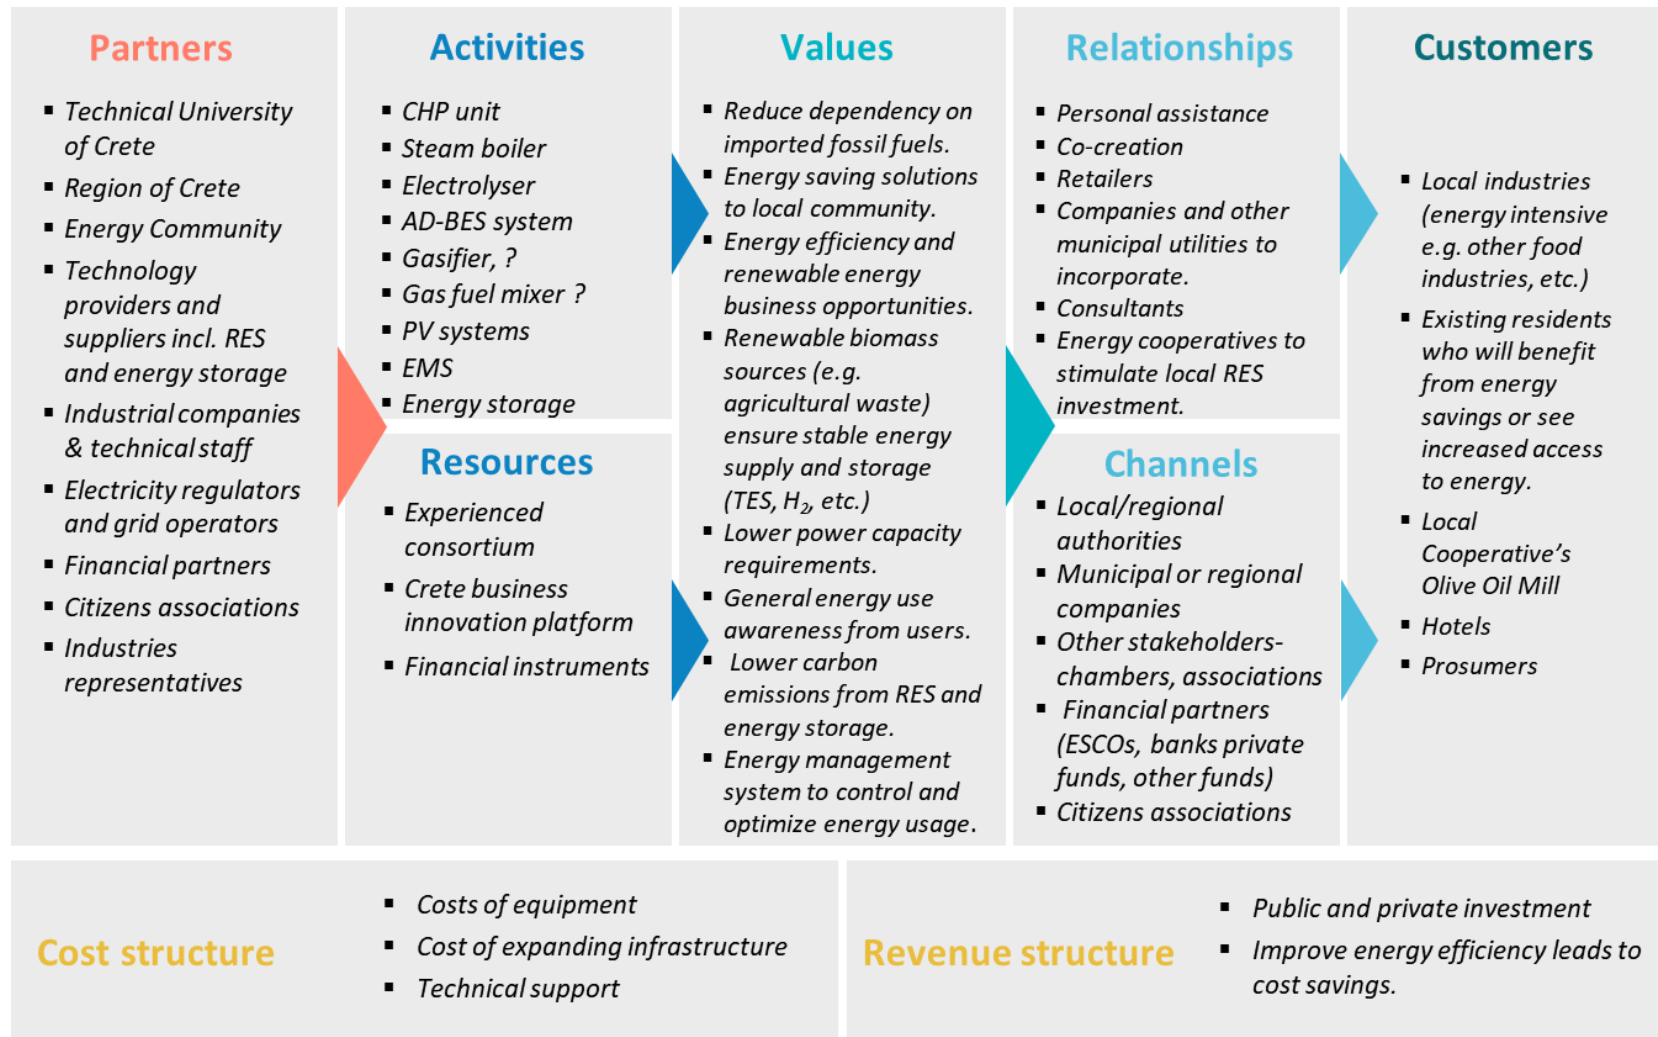 Partners
▪ Technical University
of Crete
▪ Region of Crete
▪ Energy Community
▪ Technology
providers and
suppliers incl. RES
and energy storage
▪ Industrial companies
& technical staff
▪ Electricity regulators
and grid operators
▪ Financial partners
▪ Citizens associations
▪ Industries
representatives
Activities
▪ CHP unit
▪ Steam boiler
▪ Electrolyser
▪ AD-BES system
▪ Gasifier, ?
▪ Gas fuel mixer ?
▪ PV systems
▪ EMS
▪ Energy storage
Resources
▪ Experienced
consortium
▪ Crete business
innovation platform
▪ Financial instruments
Values
▪ Reduce dependency on
imported fossil fuels.
▪ Energy saving solutions
to local community.
▪ Energy efficiency and
renewable energy
business opportunities.
▪ Renewable biomass
sources (e.g.
agricultural waste)
ensure stable energy
supply and storage
(TES, H₂, etc.)
▪ Lower power capacity
requirements.
▪ General energy use
awareness from users.
▪ Lower carbon
emissions from RES and
energy storage.
▪ Energy management
system to control and
optimize energy usage.
Relationships
▪ Personal assistance
▪ Co-creation
▪ Retailers
▪ Companies and other
municipal utilities to
incorporate.
▪ Consultants
▪ Energy cooperatives to
stimulate local RES
investment.
Channels
▪ Local/regional
authorities
▪ Municipal or regional
companies
▪ Other stakeholders-
chambers, associations
▪ Financial partners
(ESCOs, banks private
funds, other funds)
▪ Citizens associations
Customers
▪ Local industries
(energy intensive
e.g. other food
industries, etc.)
▪ Existing residents
who will benefit
from energy
savings or see
increased access
to energy.
▪ Local
Cooperative's
Olive Oil Mill
▪ Hotels
▪ Prosumers
Cost structure
▪ Costs of equipment
▪ Cost of expanding infrastructure
▪ Technical support
Revenue structure
▪ Public and private investment
▪ Improve energy efficiency leads to
cost savings.